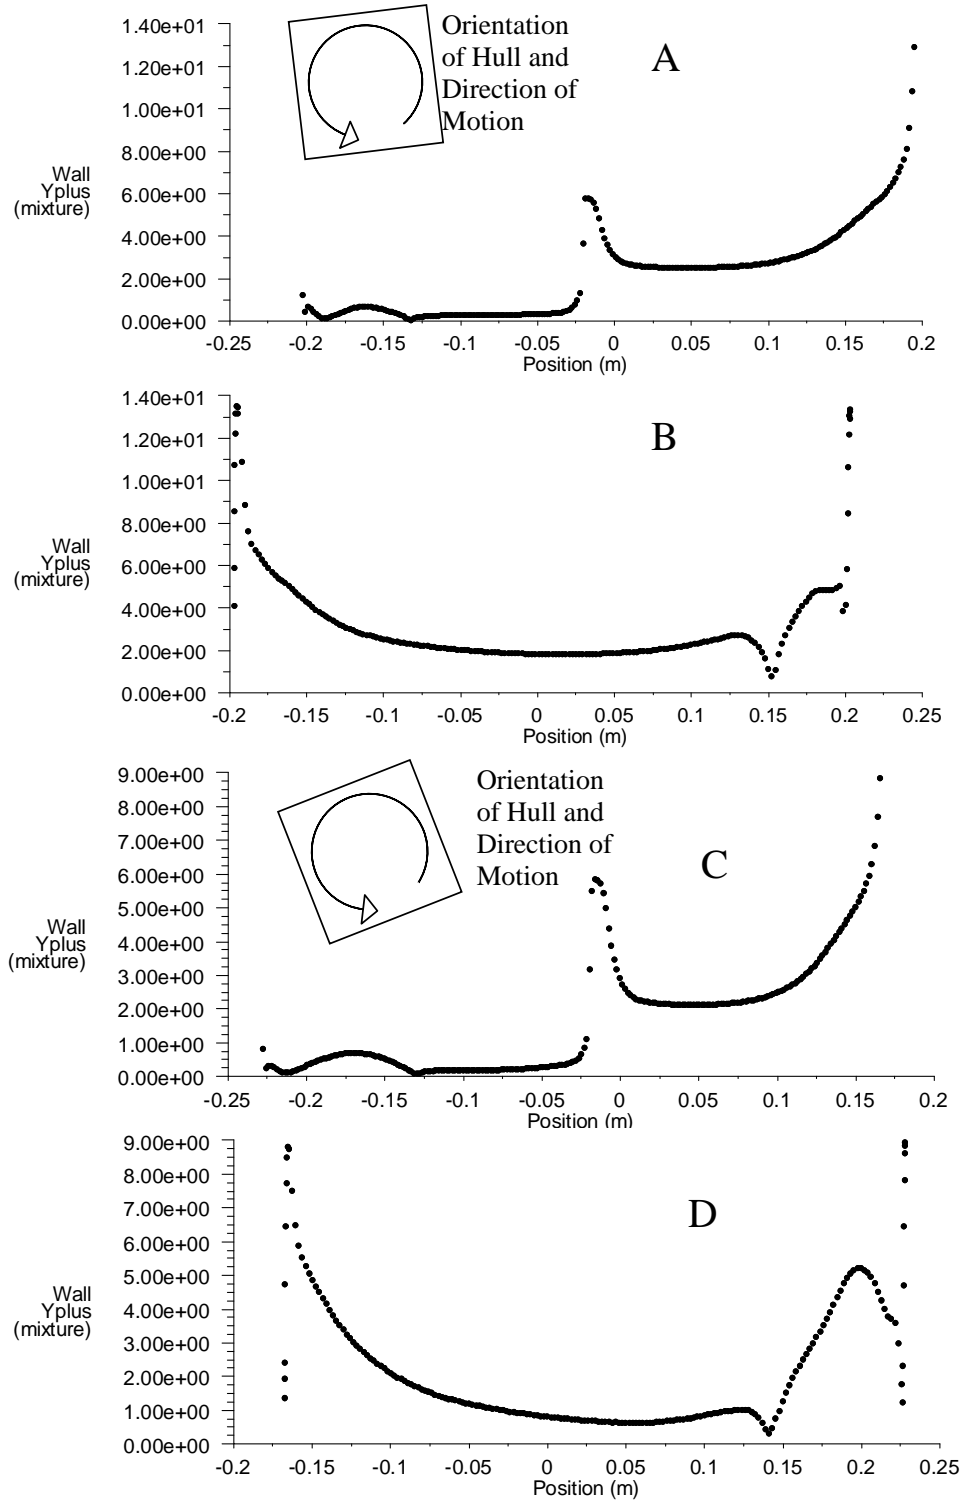 1.40e+01
1.20e+01
1.00e+01
8.00e+00
6.00e+00
4.00e+00
2.00e+00
0.00e+00
Wall
Yplus
(mixture)
Orientation
of Hull and
Direction of
Motion
A
-0.25 -0.2 -0.15 -0.1 -0.05 0 0.05 0.1 0.15 0.2
Position (m)
1.40e+01
1.20e+01
1.00e+01
8.00e+00
6.00e+00
4.00e+00
2.00e+00
0.00e+00
Wall
Yplus
(mixture)
B
-0.2 -0.15 -0.1 -0.05 0 0.05 0.1 0.15 0.2 0.25
Position (m)
9.00e+00
8.00e+00
7.00e+00
6.00e+00
5.00e+00
4.00e+00
3.00e+00
2.00e+00
1.00e+00
0.00e+00
Wall
Yplus
(mixture)
Orientation
of Hull and
Direction of
Motion
C
-0.25 -0.2 -0.15 -0.1 -0.05 0 0.05 0.1 0.15 0.2
Position (m)
9.00e+00
8.00e+00
7.00e+00
6.00e+00
5.00e+00
4.00e+00
3.00e+00
2.00e+00
1.00e+00
0.00e+00
Wall
Yplus
(mixture)
D
-0.2 -0.15 -0.1 -0.05 0 0.05 0.1 0.15 0.2 0.25
Position (m)